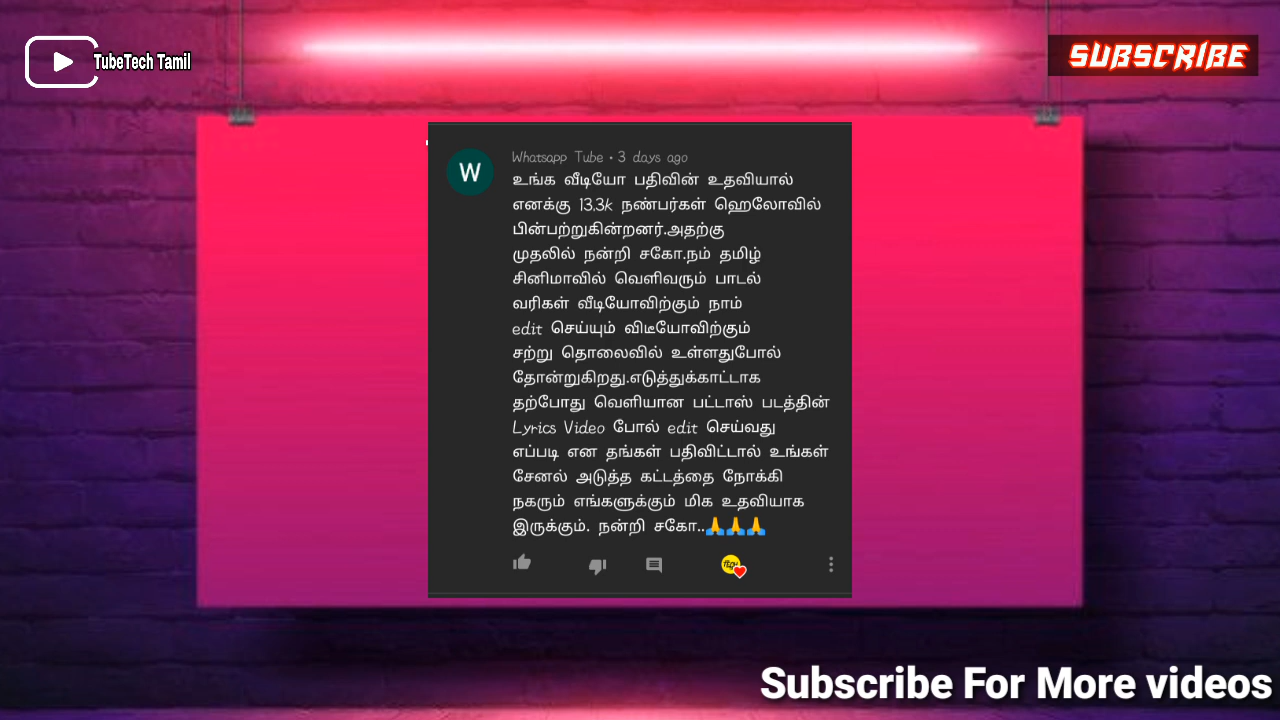 TubeTech Tamil
SUBSCRIBE
W
Whatsapp Tube • 3 days ago
உங்க வீடியோ பதிவின் உதவியால்
எனக்கு 13.3k நண்பர்கள் ஹெலோவில்
பின்பற்றுகின்றனர்.அதற்கு
முதலில் நன்றி சகோ.நம் தமிழ்
சினிமாவில் வெளிவரும் பாடல்
வரிகள் வீடியோவிற்கும் நாம்
edit செய்யும் விடீயோவிற்கும்
சற்று தொலைவில் உள்ளதுபோல்
தோன்றுகிறது.எடுத்துக்காட்டாக
தற்போது வெளியான பட்டாஸ் படத்தின்
Lyrics Video போல் edit செய்வது
எப்படி என தங்கள் பதிவிட்டால் உங்கள்
சேனல் அடுத்த கட்டத்தை நோக்கி
நகரும் எங்களுக்கும் மிக உதவியாக
இருக்கும். நன்றி சகோ..🙏🙏🙏
Subscribe For More videos